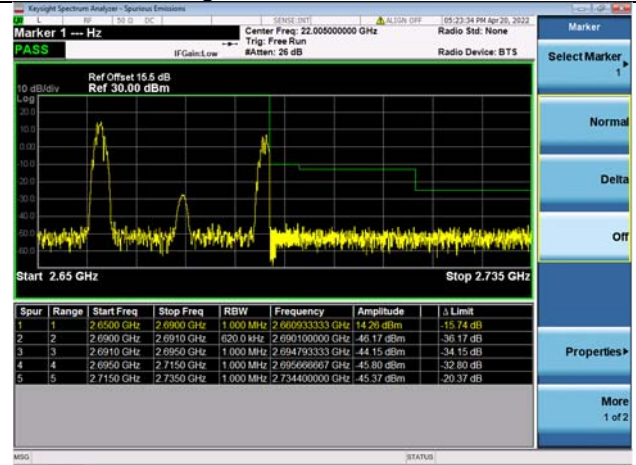 Keysight Spectrum Analyzer - Spurious Emissions
L RF 50 Ω DC SENSE:INT ALIGN OFF 05:23:34 PM Apr 20, 2022
Marker 1 --- Hz Center Freq: 22.005000000 GHz Radio Std: None
Trig: Free Run
PASS IFGain:Low #Atten: 26 dB Radio Device: BTS
Ref Offset 15.5 dB
10 dB/div Ref 30.00 dBm
Log
20.0
10.0
0.00
-10.0
-20.0
-30.0
-40.0
-50.0
-60.0
Start 2.65 GHz Stop 2.735 GHz
Spur Range Start Freq Stop Freq RBW Frequency Amplitude Δ Limit
1 1 2.6500 GHz 2.6900 GHz 1.000 MHz 2.660933333 GHz 14.26 dBm -15.74 dB
2 2 2.6900 GHz 2.6910 GHz 620.0 kHz 2.690100000 GHz -46.17 dBm -36.17 dB
3 3 2.6910 GHz 2.6950 GHz 1.000 MHz 2.694793333 GHz -44.15 dBm -34.15 dB
4 4 2.6950 GHz 2.7150 GHz 1.000 MHz 2.695666667 GHz -45.80 dBm -32.80 dB
5 5 2.7150 GHz 2.7350 GHz 1.000 MHz 2.734400000 GHz -45.37 dBm -20.37 dB
MSG STATUS
Marker
Select Marker
1
Normal
Delta
Off
Properties
More
1 of 2